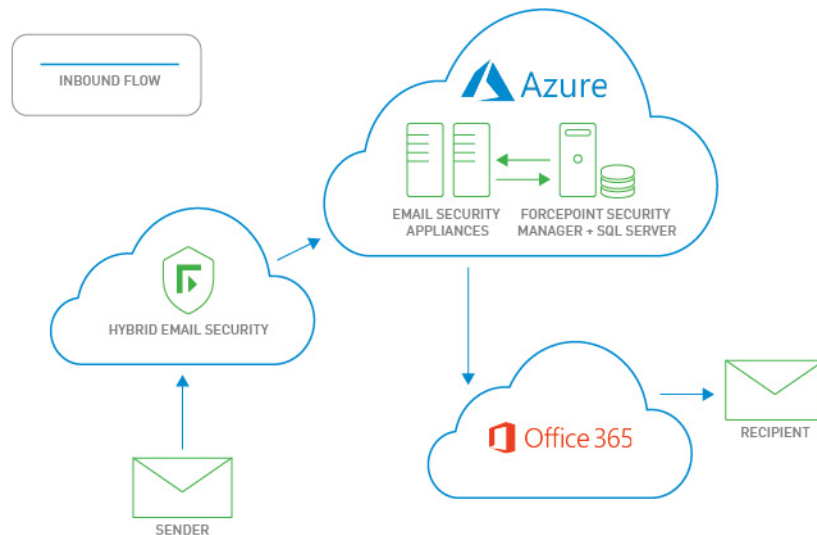 INBOUND FLOW
Azure
EMAIL SECURITY
APPLIANCES
FORCEPOINT SECURITY
MANAGER + SQL SERVER
HYBRID EMAIL SECURITY
Office 365
RECIPIENT
SENDER